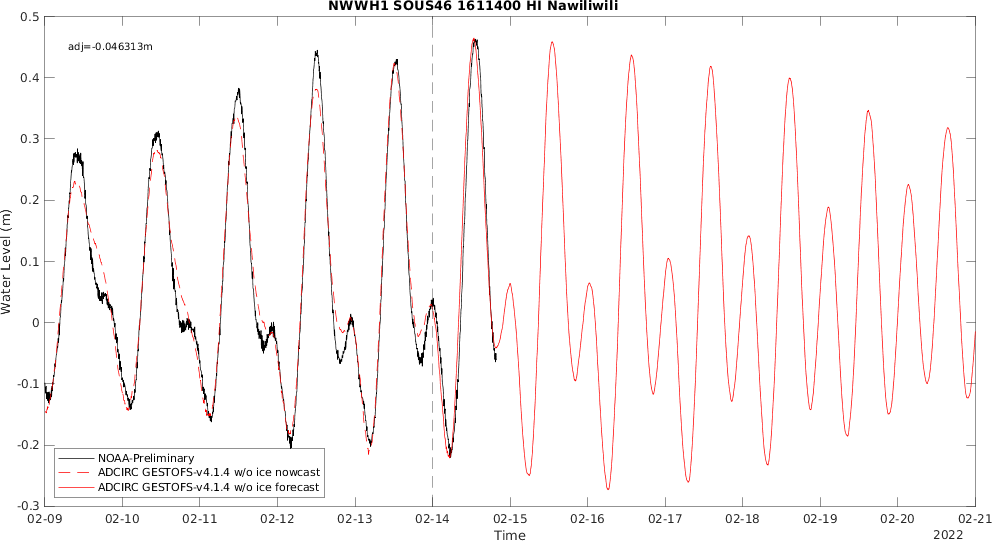 NWWH1 SOUS46 1611400 HI Nawiliwili
adj=-0.046313m
0.5
0.4
0.3
0.2
0.1
0
-0.1
-0.2
-0.3
Water Level (m)
NOAA-Preliminary
ADCIRC GESTOFS-v4.1.4 w/o ice nowcast
ADCIRC GESTOFS-v4.1.4 w/o ice forecast
02-09 02-10 02-11 02-12 02-13 02-14 02-15 02-16 02-17 02-18 02-19 02-20 02-21
Time
2022